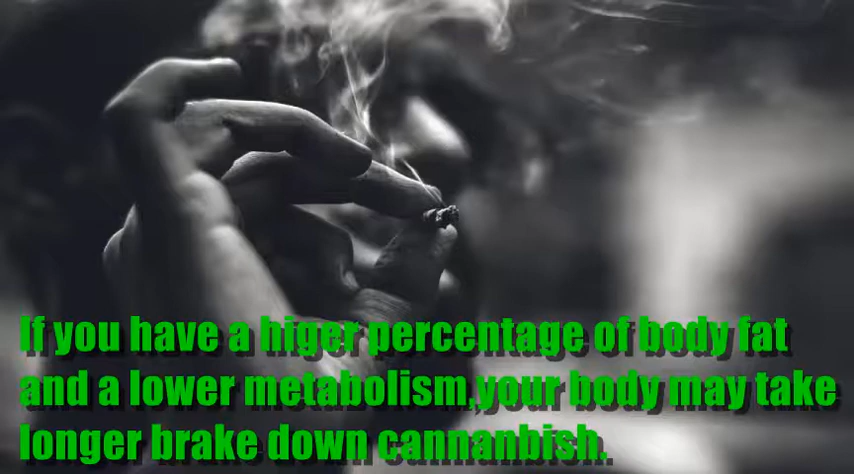 If you have a higer percentage of body fat
and a lower metabolism,your body may take
longer brake down cannanbish.